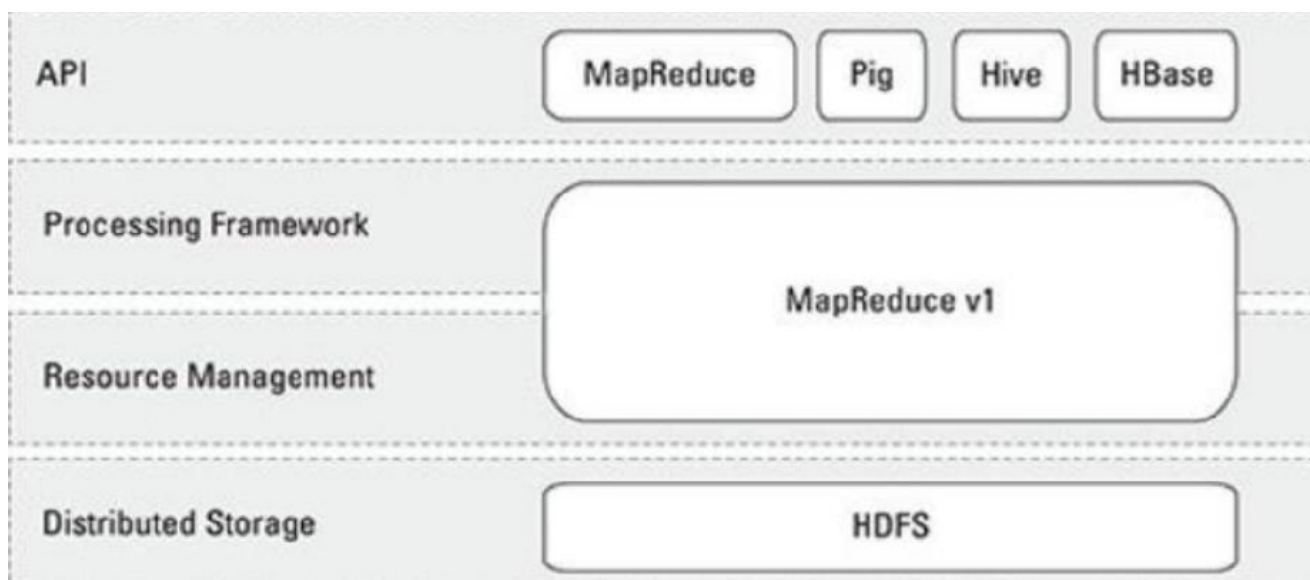 API MapReduce Pig Hive HBase
Processing Framework
MapReduce v1
Resource Management
Distributed Storage HDFS